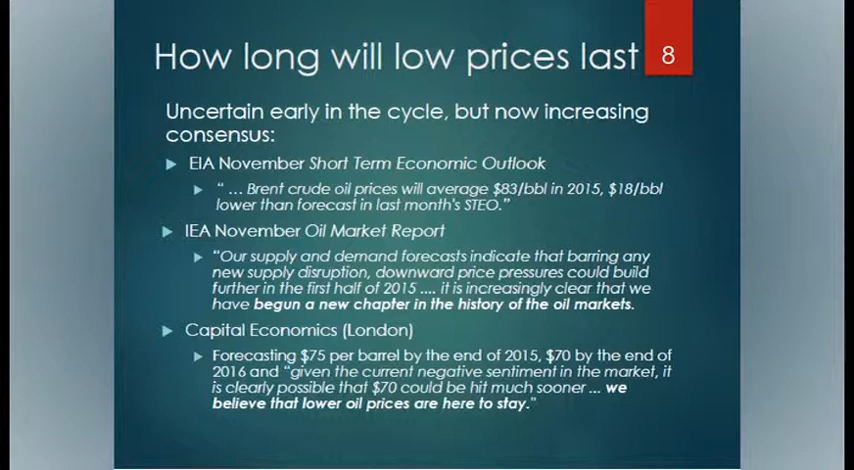 How long will low prices last
8
Uncertain early in the cycle, but now increasing
consensus:
EIA November Short Term Economic Outlook
“ … Brent crude oil prices will average $83/bbl in 2015, $18/bbl
lower than forecast in last month's STEO.”
IEA November Oil Market Report
“Our supply and demand forecasts indicate that barring any
new supply disruption, downward price pressures could build
further in the first half of 2015 .... it is increasingly clear that we
have begun a new chapter in the history of the oil markets.
Capital Economics (London)
Forecasting $75 per barrel by the end of 2015, $70 by the end of
2016 and “given the current negative sentiment in the market, it
is clearly possible that $70 could be hit much sooner ... we
believe that lower oil prices are here to stay.”